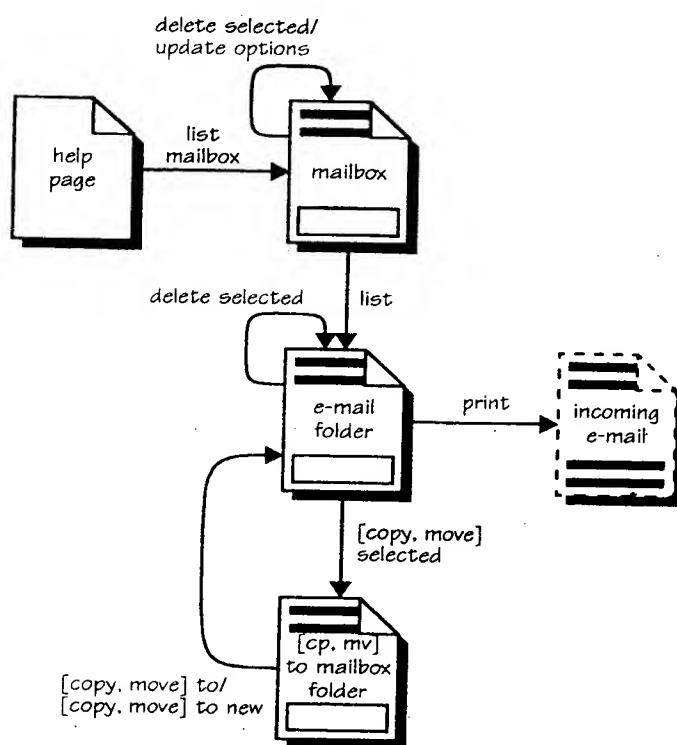 delete selected/
update options
help
page
list
mailbox
mailbox
delete selected
list
e-mail
folder
print
incoming
e-mail
[copy, move]
selected
[cp, mv]
to mailbox
folder
[copy, move] to/
[copy, move] to new